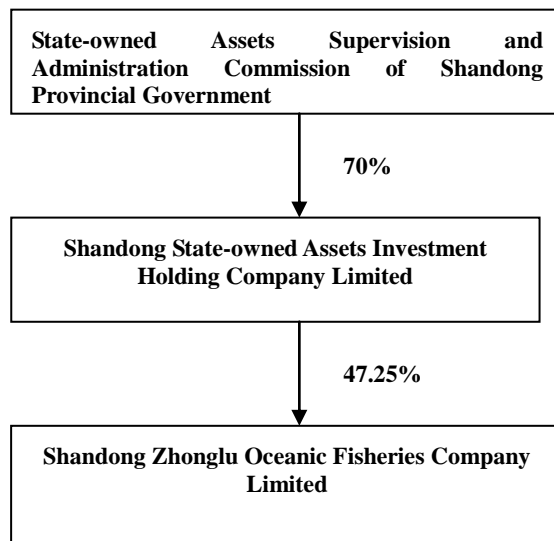 State-owned Assets Supervision and
Administration Commission of Shandong
Provincial Government
70%
Shandong State-owned Assets Investment
Holding Company Limited
47.25%
Shandong Zhonglu Oceanic Fisheries Company
Limited